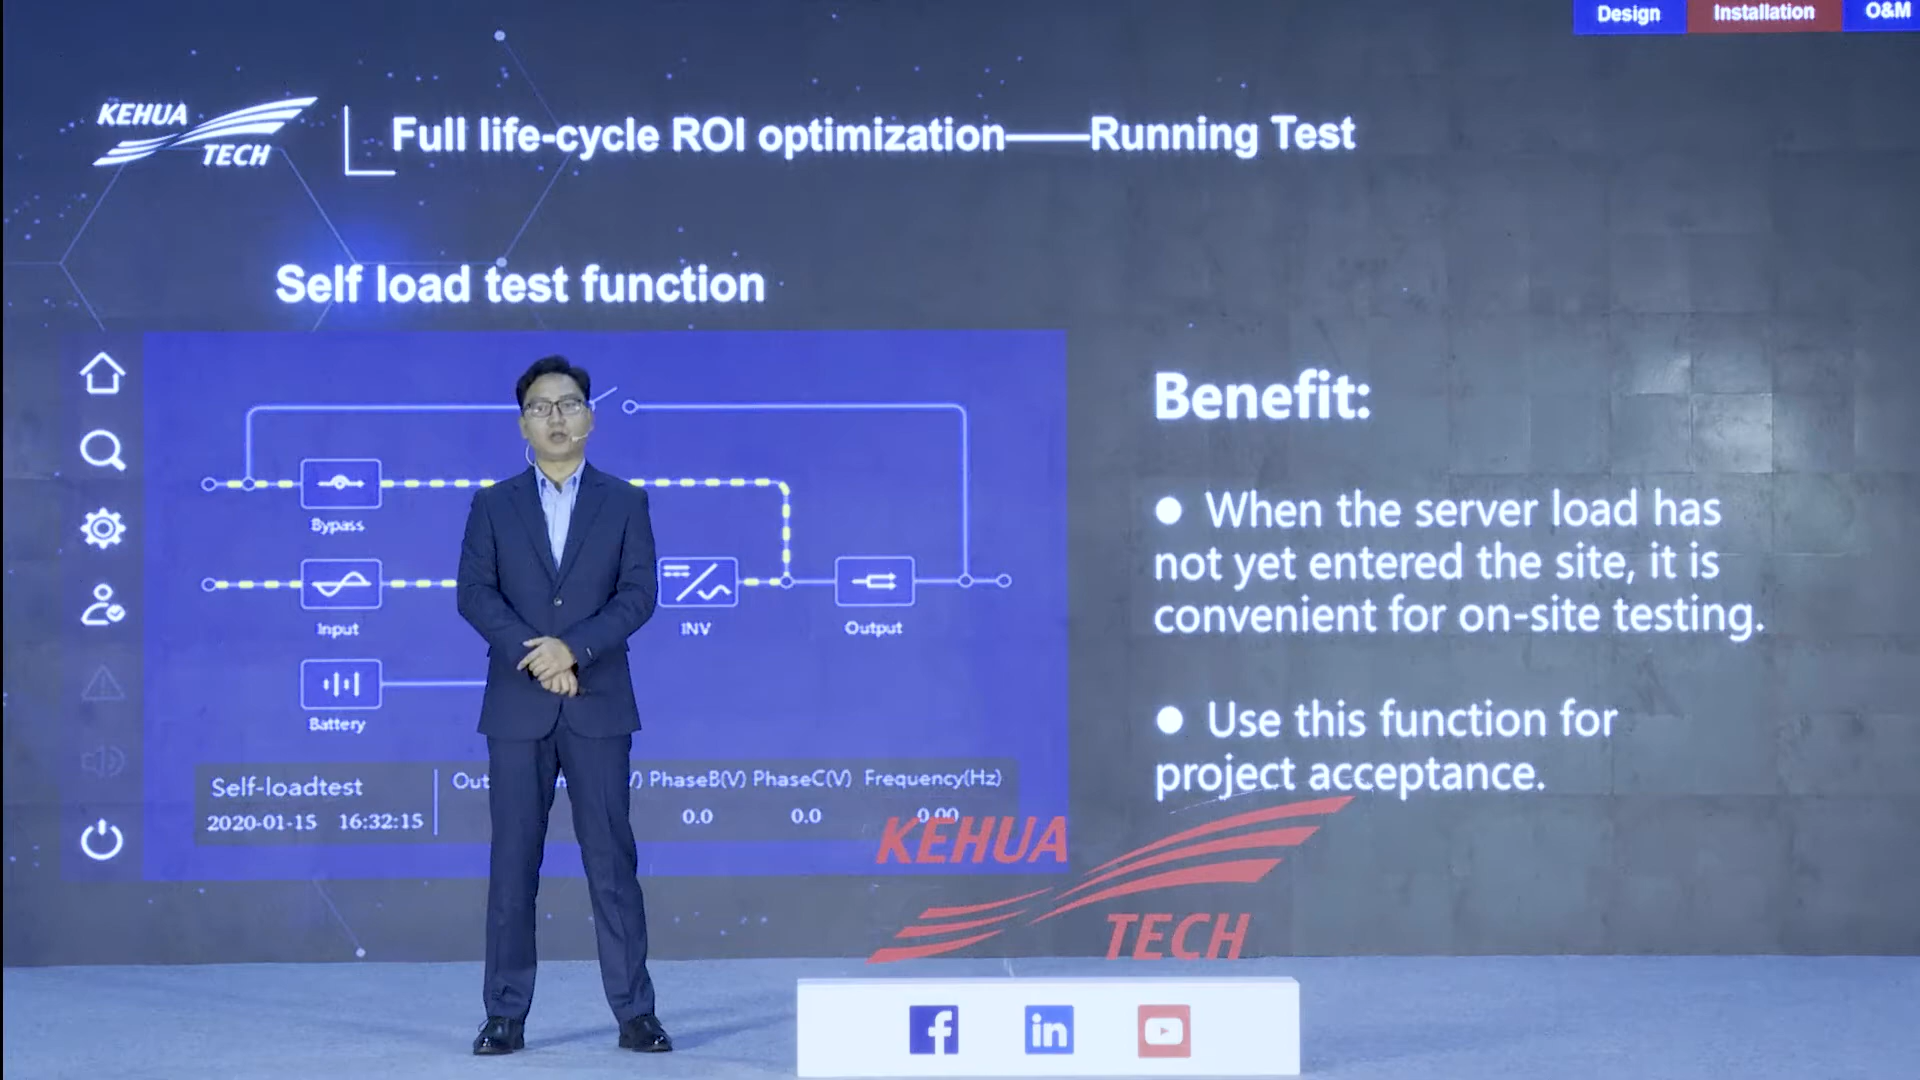 Design Installation O&M
KEHUA
TECH
Full life-cycle ROI optimization——Running Test
Self load test function
Bypass
Input
INV
Output
Battery
Self-loadtest
2020-01-15 16:32:15
PhaseB(V) PhaseC(V) Frequency(Hz)
0.0 0.0 0.00
Benefit:
● When the server load has
not yet entered the site, it is
convenient for on-site testing.
● Use this function for
project acceptance.
KEHUA
TECH
f in